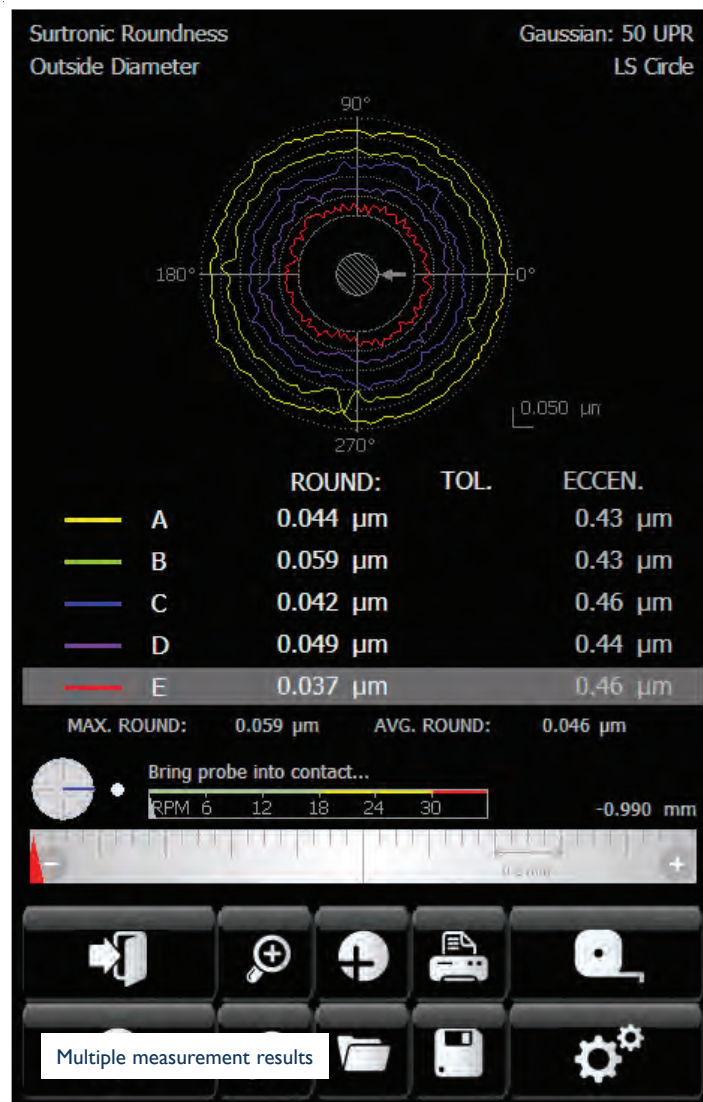 Surtronic Roundness Gaussian: 50 UPR
Outside Diameter LS Circle
90°
180° 0°
0.050 µm
270°
ROUND: TOL. ECCEN.
A 0.044 µm 0.43 µm
B 0.059 µm 0.43 µm
C 0.042 µm 0.46 µm
D 0.049 µm 0.44 µm
E 0.037 µm 0.46 µm
MAX. ROUND: 0.059 µm AVG. ROUND: 0.046 µm
Bring probe into contact...
RPM 6 12 18 24 30 -0.990 mm
- +
Multiple measurement results